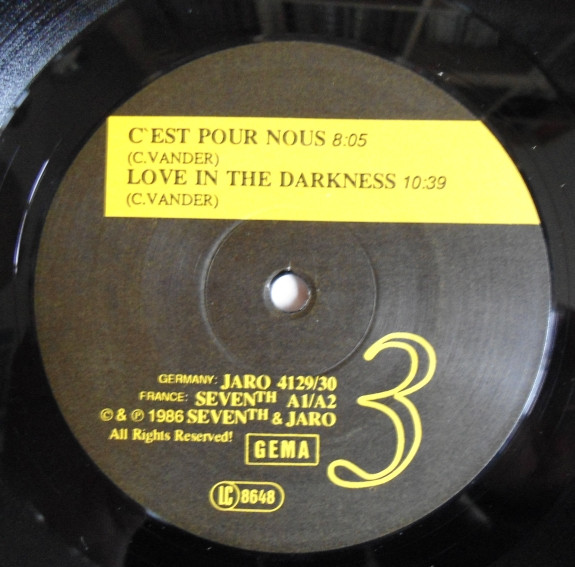 C`EST POUR NOUS 8:05
(C.VANDER)
LOVE IN THE DARKNESS 10:39
(C.VANDER)
GERMANY: JARO 4129/30
FRANCE: SEVENTH A1/A2
© & ℗ 1986 SEVENTH & JARO
All Rights Reserved!
GEMA
LC 8648
3